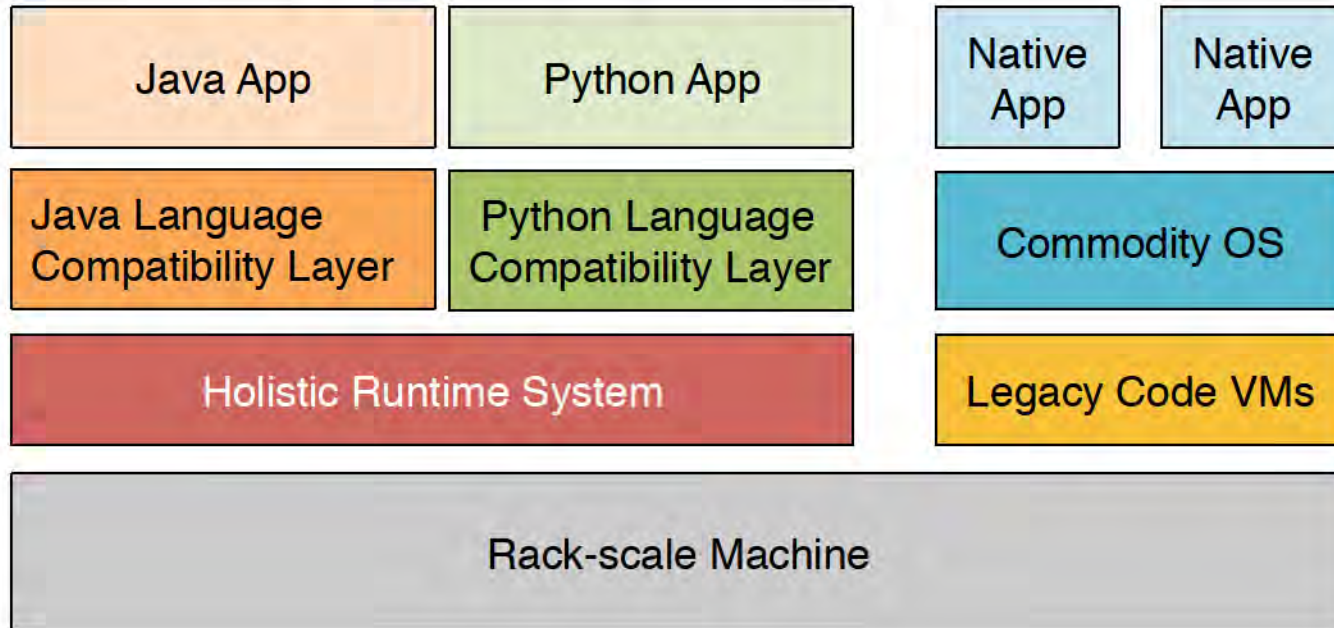 Java App
Python App
Native
App
Native
App
Java Language
Compatibility Layer
Python Language
Compatibility Layer
Commodity OS
Holistic Runtime System
Legacy Code VMs
Rack-scale Machine